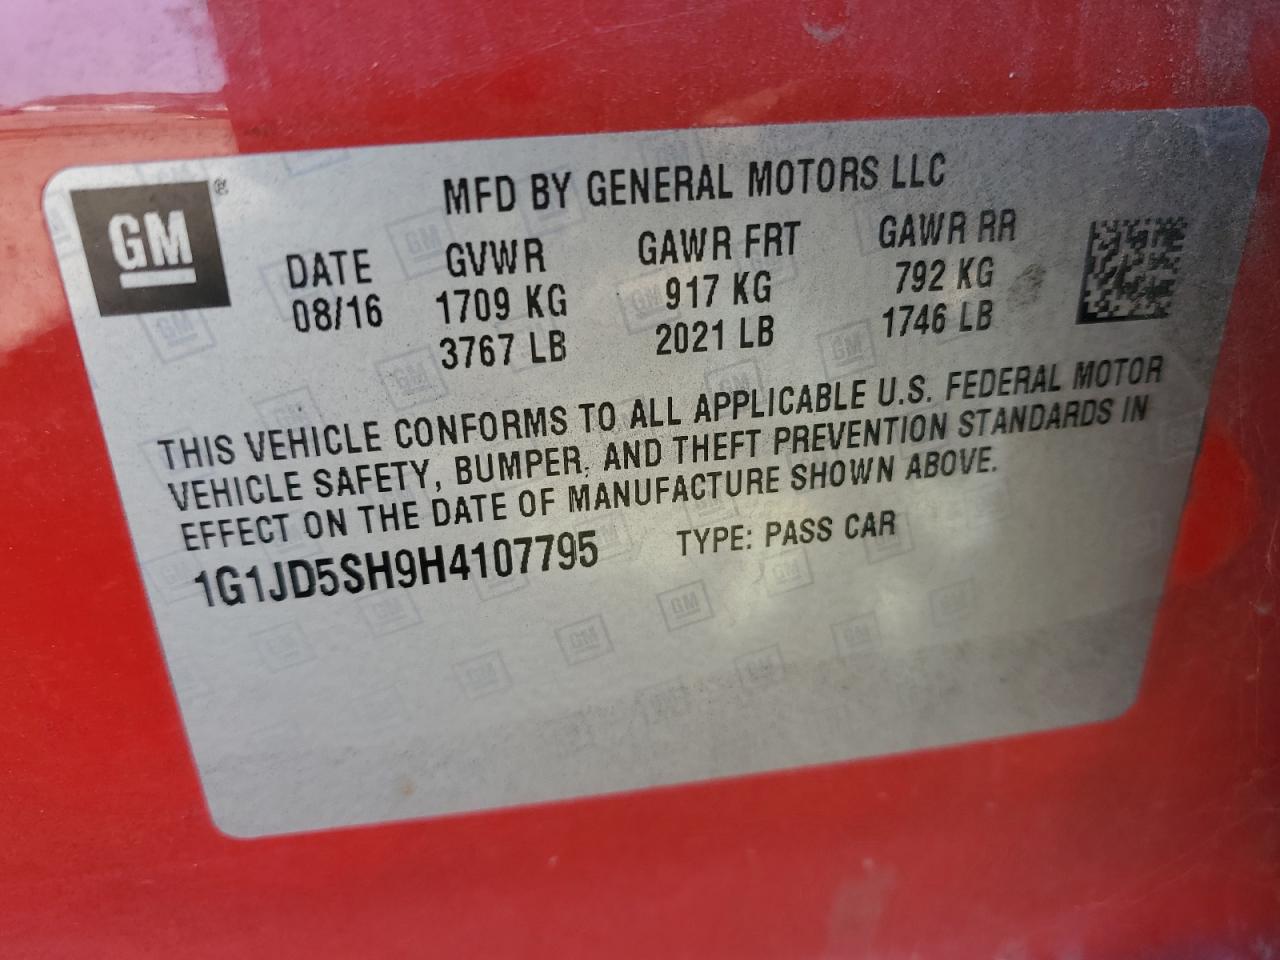 GM ®
MFD BY GENERAL MOTORS LLC
DATE GVWR GAWR FRT GAWR RR
08/16 1709 KG 917 KG 792 KG
3767 LB 2021 LB 1746 LB
THIS VEHICLE CONFORMS TO ALL APPLICABLE U.S. FEDERAL MOTOR
VEHICLE SAFETY, BUMPER, AND THEFT PREVENTION STANDARDS IN
EFFECT ON THE DATE OF MANUFACTURE SHOWN ABOVE.
1G1JD5SH9H4107795 TYPE: PASS CAR